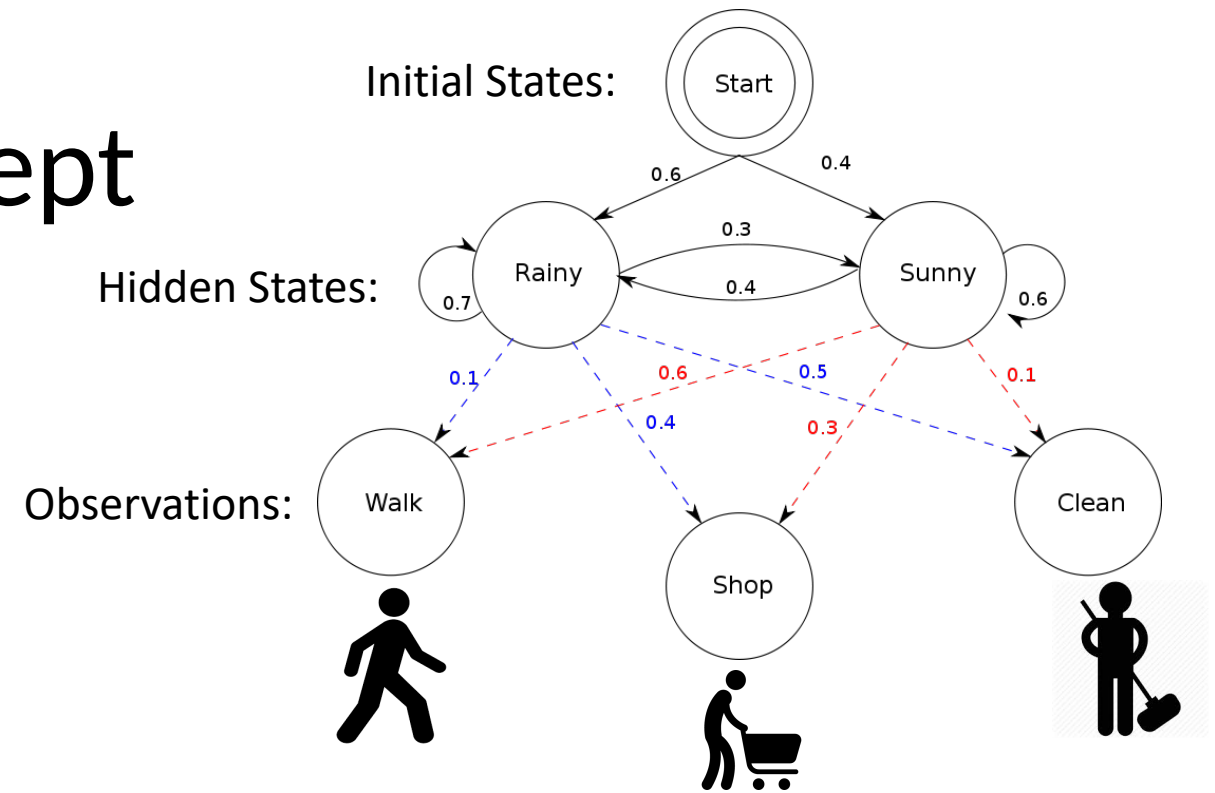 Initial States:
Start
ept
0.6
0.4
0.3
Hidden States:
Rainy
Sunny
0.4
0.7
0.6
0.1
0.6
0.5
0.1
0.4
0.3
Observations:
Walk
Clean
Shop